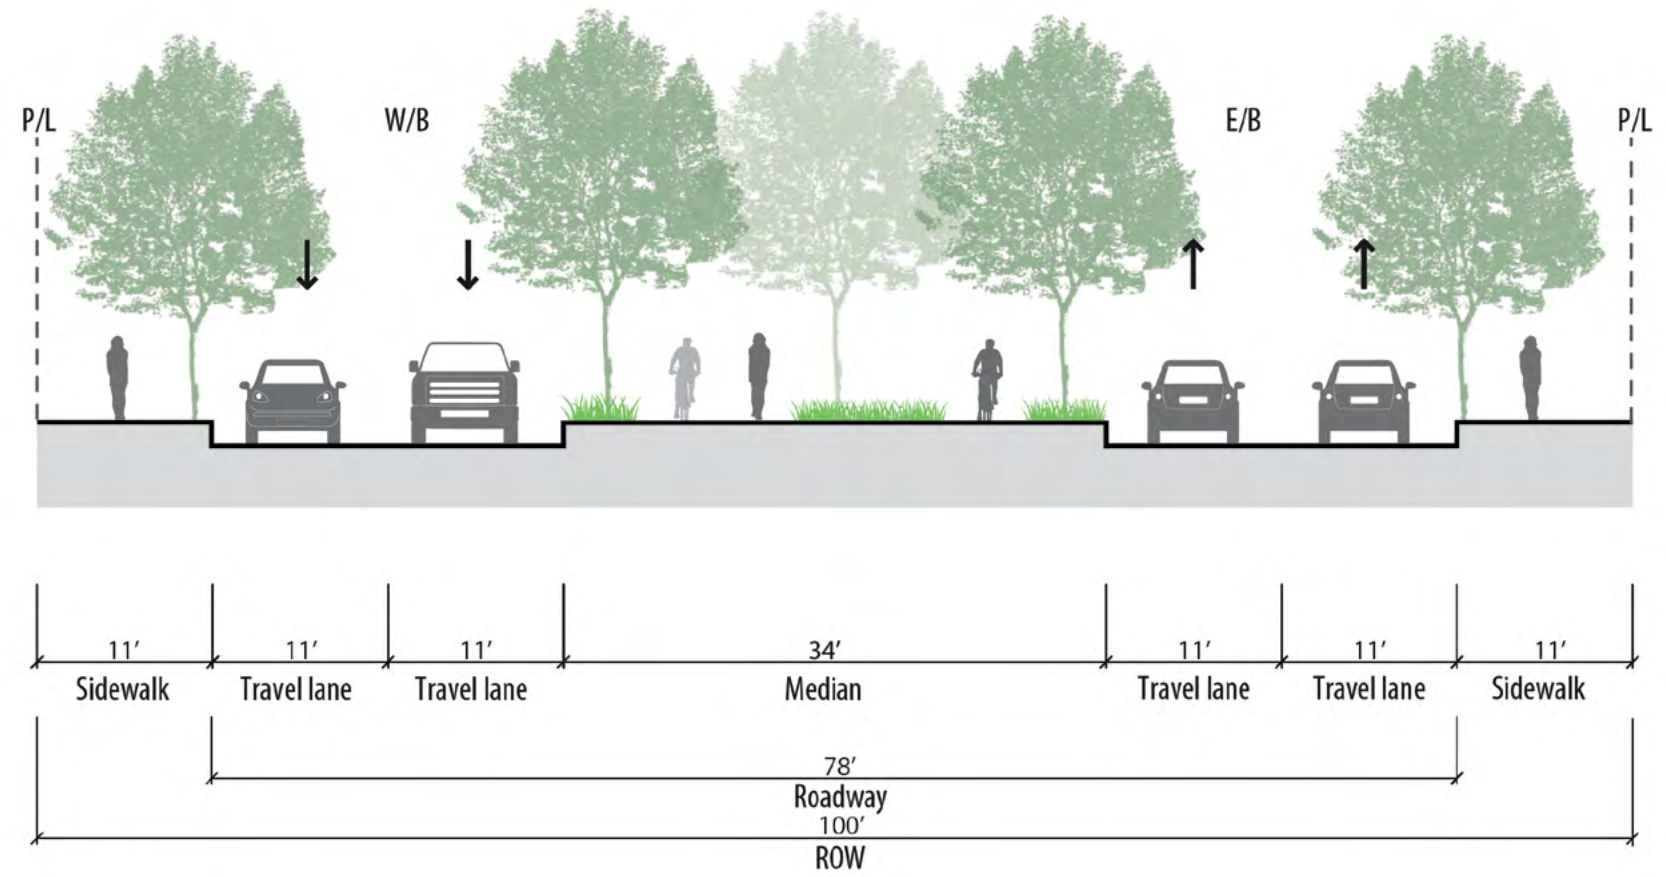 P/L W/B E/B P/L
11′ 11′ 11′ 34′ 11′ 11′ 11′
Sidewalk Travel lane Travel lane Median Travel lane Travel lane Sidewalk
78′
Roadway
100′
ROW